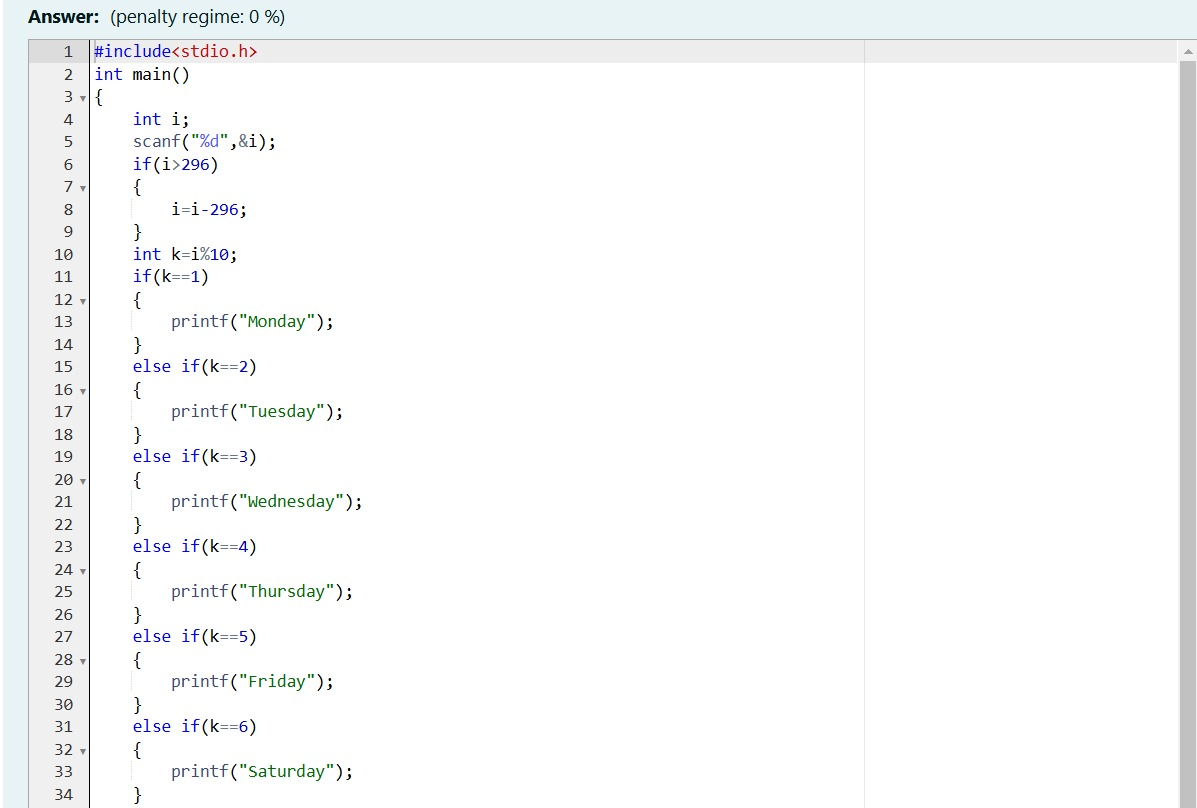 Answer: (penalty regime: 0 %)
1 #include<stdio.h>
2 int main()
3 {
4 int i;
5 scanf("%d",&i);
6 if(i>296)
7 {
8 i=i-296;
9 }
10 int k=i%10;
11 if(k==1)
12 {
13 printf("Monday");
14 }
15 else if(k==2)
16 {
17 printf("Tuesday");
18 }
19 else if(k==3)
20 {
21 printf("Wednesday");
22 }
23 else if(k==4)
24 {
25 printf("Thursday");
26 }
27 else if(k==5)
28 {
29 printf("Friday");
30 }
31 else if(k==6)
32 {
33 printf("Saturday");
34 }